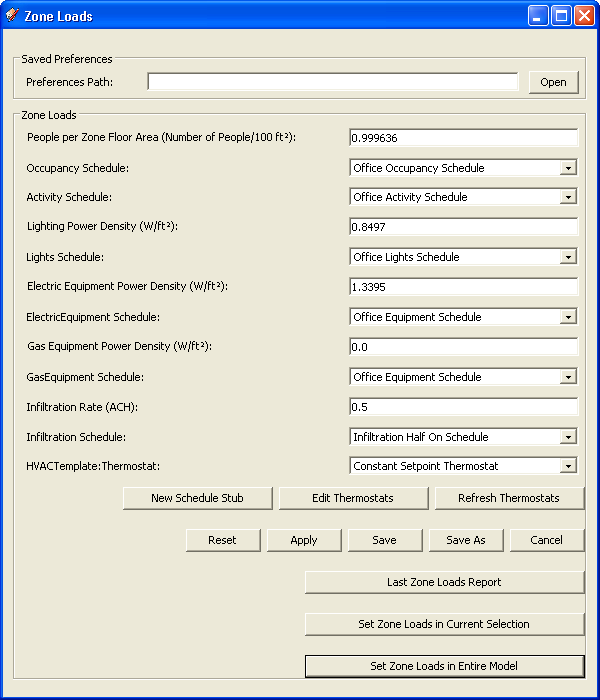 Zone Loads
Saved Preferences
Preferences Path:
Open
Zone Loads
People per Zone Floor Area (Number of People/100 ft²): 0.999636
Occupancy Schedule: Office Occupancy Schedule
Activity Schedule: Office Activity Schedule
Lighting Power Density (W/ft²): 0.8497
Lights Schedule: Office Lights Schedule
Electric Equipment Power Density (W/ft²): 1.3395
ElectricEquipment Schedule: Office Equipment Schedule
Gas Equipment Power Density (W/ft²): 0.0
GasEquipment Schedule: Office Equipment Schedule
Infiltration Rate (ACH): 0.5
Infiltration Schedule: Infiltration Half On Schedule
HVACTemplate:Thermostat: Constant Setpoint Thermostat
New Schedule Stub Edit Thermostats Refresh Thermostats
Reset Apply Save Save As Cancel
Last Zone Loads Report
Set Zone Loads in Current Selection
Set Zone Loads in Entire Model